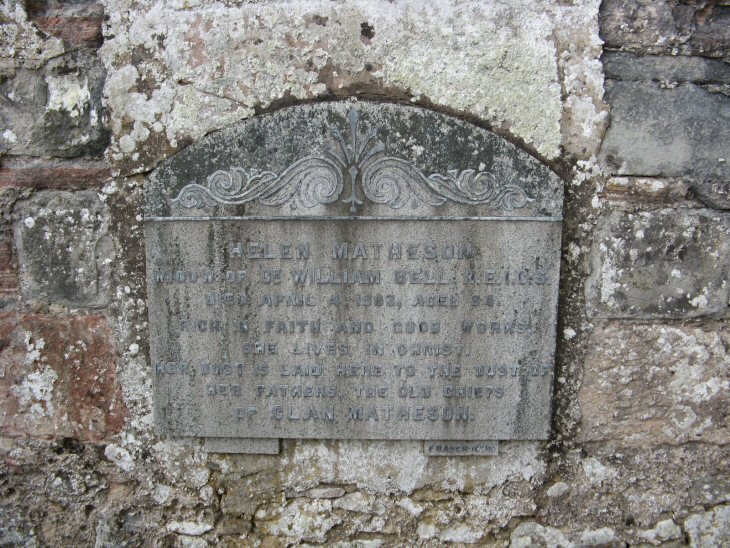 HELEN MATHESON
WIDOW OF DR WILLIAM BELL, H.E.I.C.S.
DIED APRIL 4, AGED
RICH IN FAITH AND GOOD WORKS
SHE LIVES IN CHRIST.
HER DUST IS LAID HERE TO THE DUST OF
HER FATHERS, THE OLD CHIEFS
OF CLAN MATHESON.
FRASER